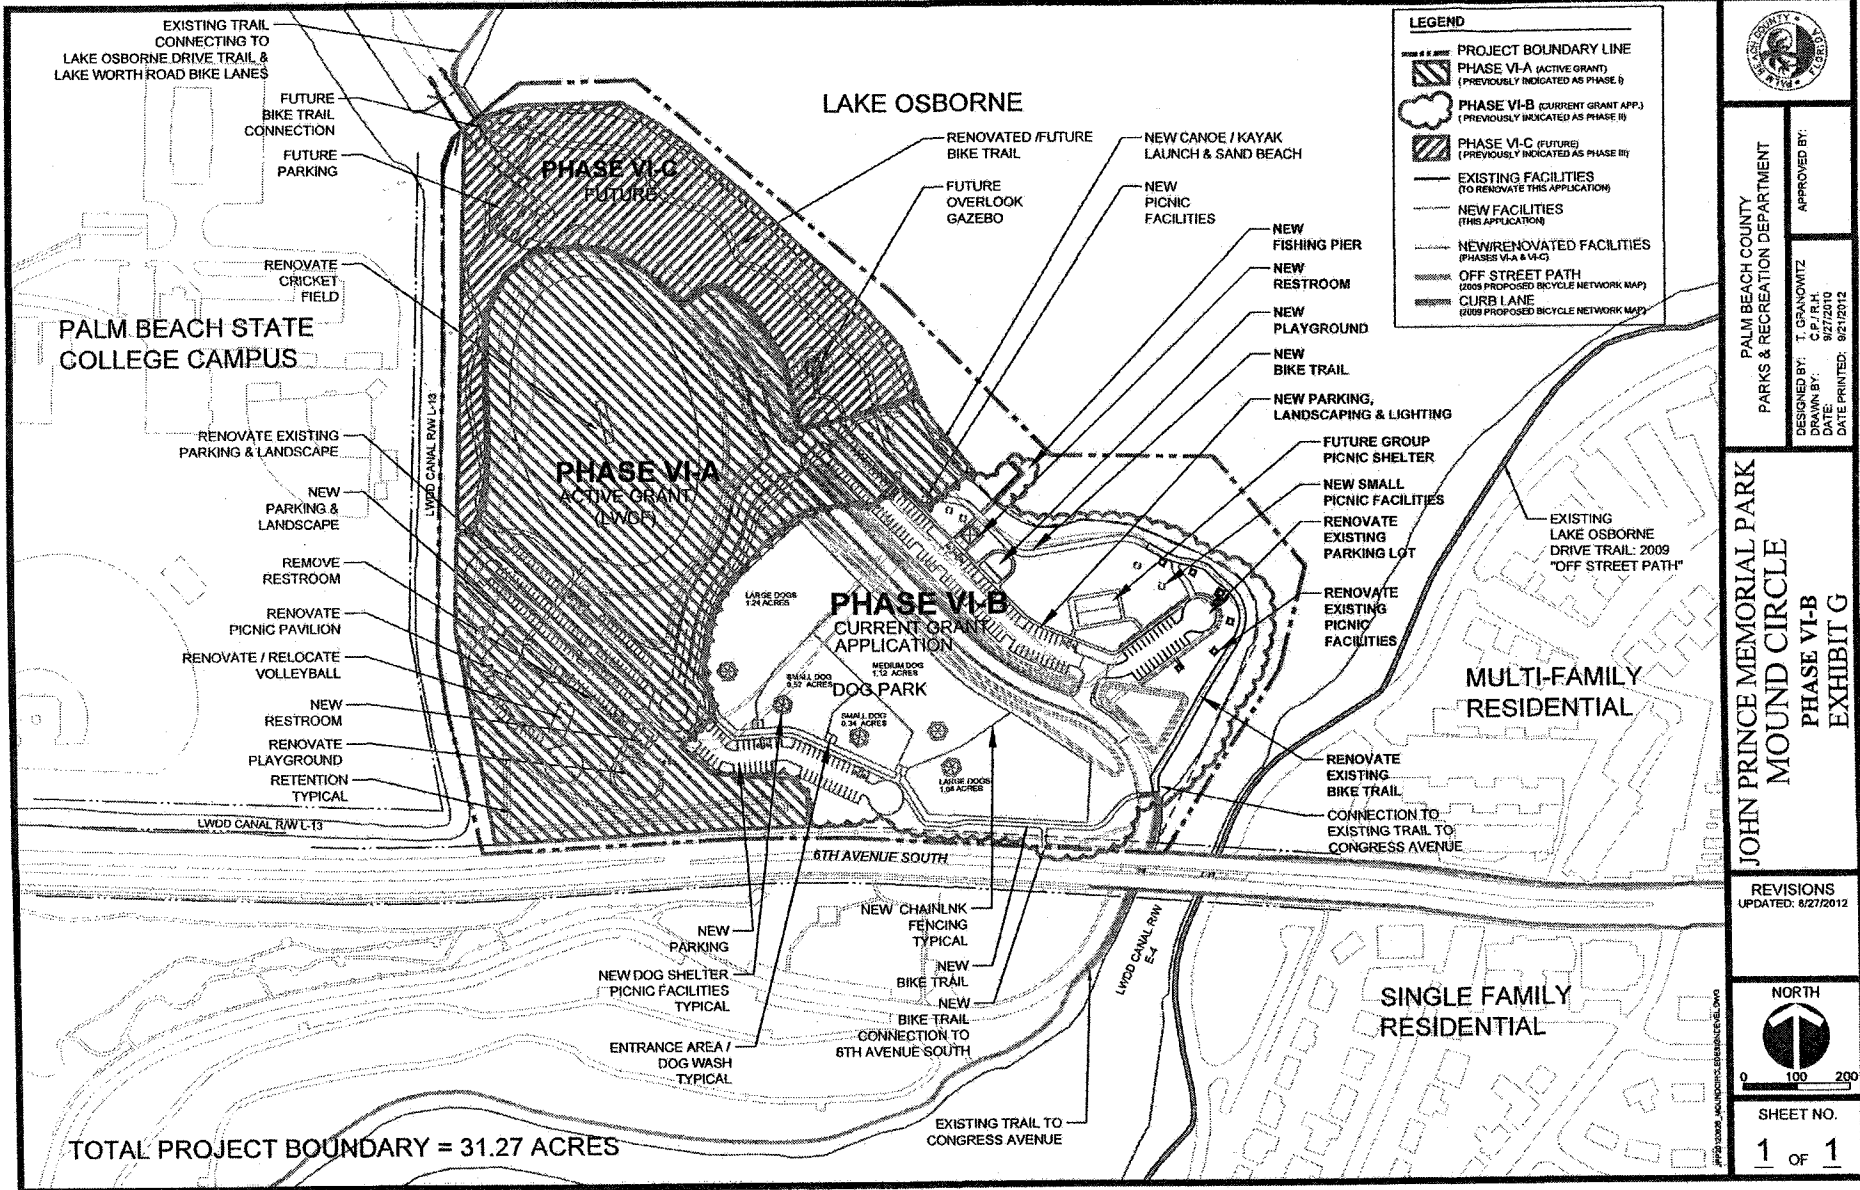 EXISTING TRAIL
CONNECTING TO
LAKE OSBORNE DRIVE TRAIL &
LAKE WORTH ROAD BIKE LANES
FUTURE
BIKE TRAIL
CONNECTION
FUTURE
PARKING
RENOVATE
CRICKET
FIELD
PALM BEACH STATE
COLLEGE CAMPUS
RENOVATE EXISTING
PARKING & LANDSCAPE
NEW
PARKING &
LANDSCAPE
REMOVE
RESTROOM
RENOVATE
PICNIC PAVILION
RENOVATE / RELOCATE
VOLLEYBALL
NEW
RESTROOM
RENOVATE
PLAYGROUND
RETENTION
TYPICAL
LWDD CANAL R/W L-13
LWDD CANAL R/W L-13
LAKE OSBORNE
PHASE VI-C
FUTURE
RENOVATED /FUTURE
BIKE TRAIL
FUTURE
OVERLOOK
GAZEBO
NEW CANOE / KAYAK
LAUNCH & SAND BEACH
NEW
PICNIC
FACILITIES
NEW
FISHING PIER
NEW
RESTROOM
NEW
PLAYGROUND
NEW
BIKE TRAIL
NEW PARKING,
LANDSCAPING & LIGHTING
FUTURE GROUP
PICNIC SHELTER
NEW SMALL
PICNIC FACILITIES
RENOVATE
EXISTING
PARKING LOT
RENOVATE
EXISTING
PICNIC
FACILITIES
RENOVATE
EXISTING
BIKE TRAIL
CONNECTION TO
EXISTING TRAIL TO
CONGRESS AVENUE
PHASE VI-A
ACTIVE GRANT
(LWCF)
PHASE VI-B
CURRENT GRANT
APPLICATION
LARGE DOGS
1.21 ACRES
MEDIUM DOG
1.12 ACRES
SMALL DOG
0.52 ACRES
DOG PARK
SMALL DOG
0.34 ACRES
LARGE DOGS
1.08 ACRES
6TH AVENUE SOUTH
NEW
PARKING
NEW DOG SHELTER
PICNIC FACILITIES
TYPICAL
ENTRANCE AREA /
DOG WASH
TYPICAL
NEW CHAINLNK
FENCING
TYPICAL
NEW
BIKE TRAIL
NEW
BIKE TRAIL
CONNECTION TO
6TH AVENUE SOUTH
EXISTING TRAIL TO
CONGRESS AVENUE
LWDD CANAL R/W
E-4
EXISTING
LAKE OSBORNE
DRIVE TRAIL: 2009
"OFF STREET PATH"
MULTI-FAMILY
RESIDENTIAL
SINGLE FAMILY
RESIDENTIAL
TOTAL PROJECT BOUNDARY = 31.27 ACRES
LEGEND
PROJECT BOUNDARY LINE
PHASE VI-A (ACTIVE GRANT)
( PREVIOUSLY INDICATED AS PHASE I)
PHASE VI-B (CURRENT GRANT APP.)
( PREVIOUSLY INDICATED AS PHASE II)
PHASE VI-C (FUTURE)
( PREVIOUSLY INDICATED AS PHASE III)
EXISTING FACILITIES
(TO RENOVATE THIS APPLICATION)
NEW FACILITIES
(THIS APPLICATION)
NEW/RENOVATED FACILITIES
(PHASES VI-A & VI-C)
OFF STREET PATH
(2009 PROPOSED BICYCLE NETWORK MAP)
CURB LANE
(2009 PROPOSED BICYCLE NETWORK MAP)
PALM BEACH COUNTY
FLORIDA
PALM BEACH COUNTY
PARKS & RECREATION DEPARTMENT
APPROVED BY:
DESIGNED BY: T. GRANOWITZ
DRAWN BY: C.P./ R.H.
DATE: 9/27/2010
DATE PRINTED: 9/21/2012
JOHN PRINCE MEMORIAL PARK
MOUND CIRCLE
PHASE VI-B
EXHIBIT G
REVISIONS
UPDATED: 8/27/2012
NORTH
0 100 200
SHEET NO.
1 OF 1